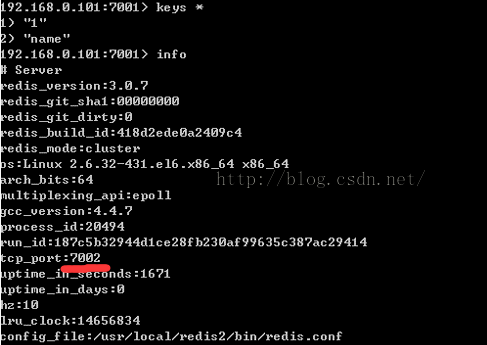 192.168.0.101:7001> keys *
1) "1"
2) "name"
192.168.0.101:7001> info
# Server
redis_version:3.0.7
redis_git_sha1:00000000
redis_git_dirty:0
redis_build_id:418d2ede0a2409c4
redis_mode:cluster
os:Linux 2.6.32-431.el6.x86_64 x86_64
arch_bits:64
http://blog.csdn.net/
multiplexing_api:epoll
gcc_version:4.4.7
process_id:20494
run_id:187c5b32944d1ce28fb230af99635c387ac29414
tcp_port:7002
uptime_in_seconds:1671
uptime_in_days:0
hz:10
lru_clock:14656834
config_file:/usr/local/redis2/bin/redis.conf